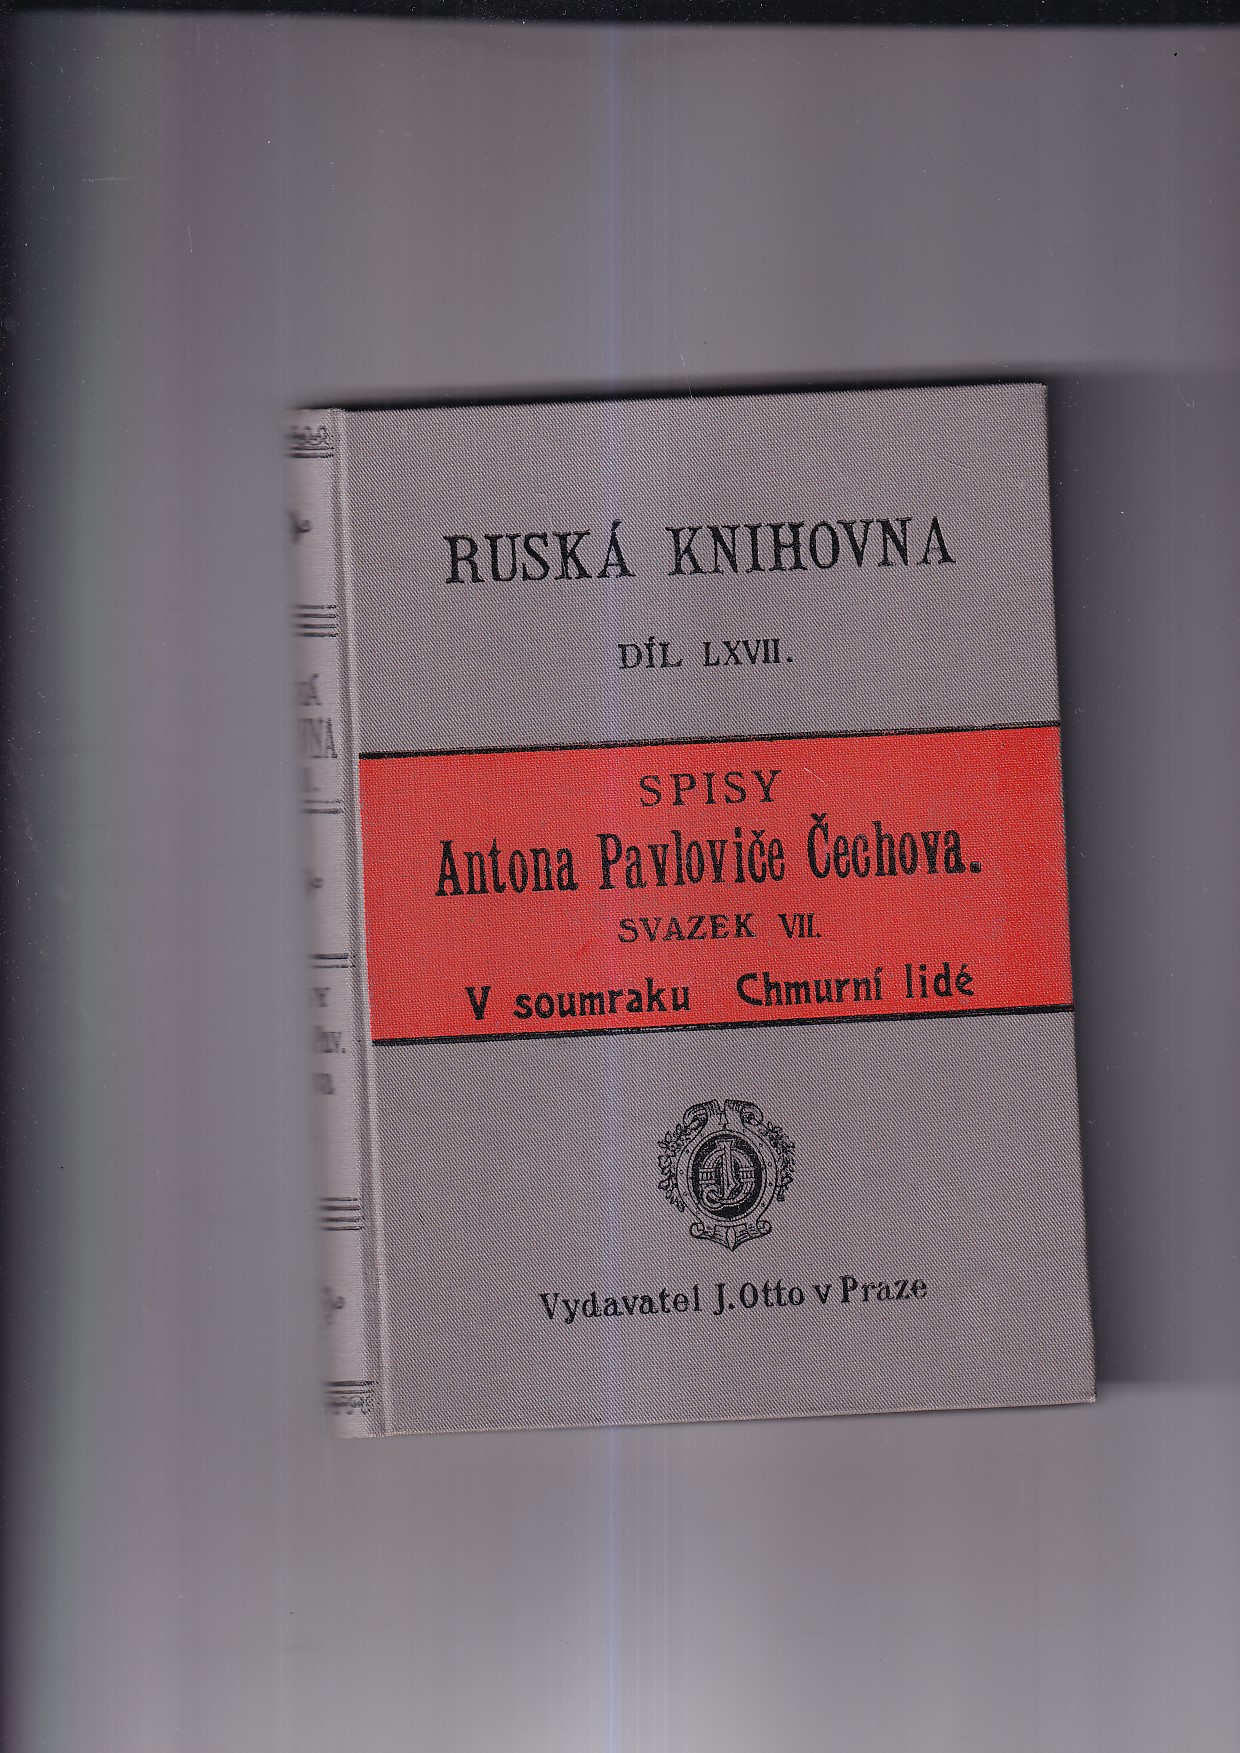 RUSKÁ KNIHOVNA
DÍL LXVII.
SPISY
Antona Pavloviče Čechova.
SVAZEK VII.
V soumraku Chmurní lidé
Vydavatel J. Otto v Praze